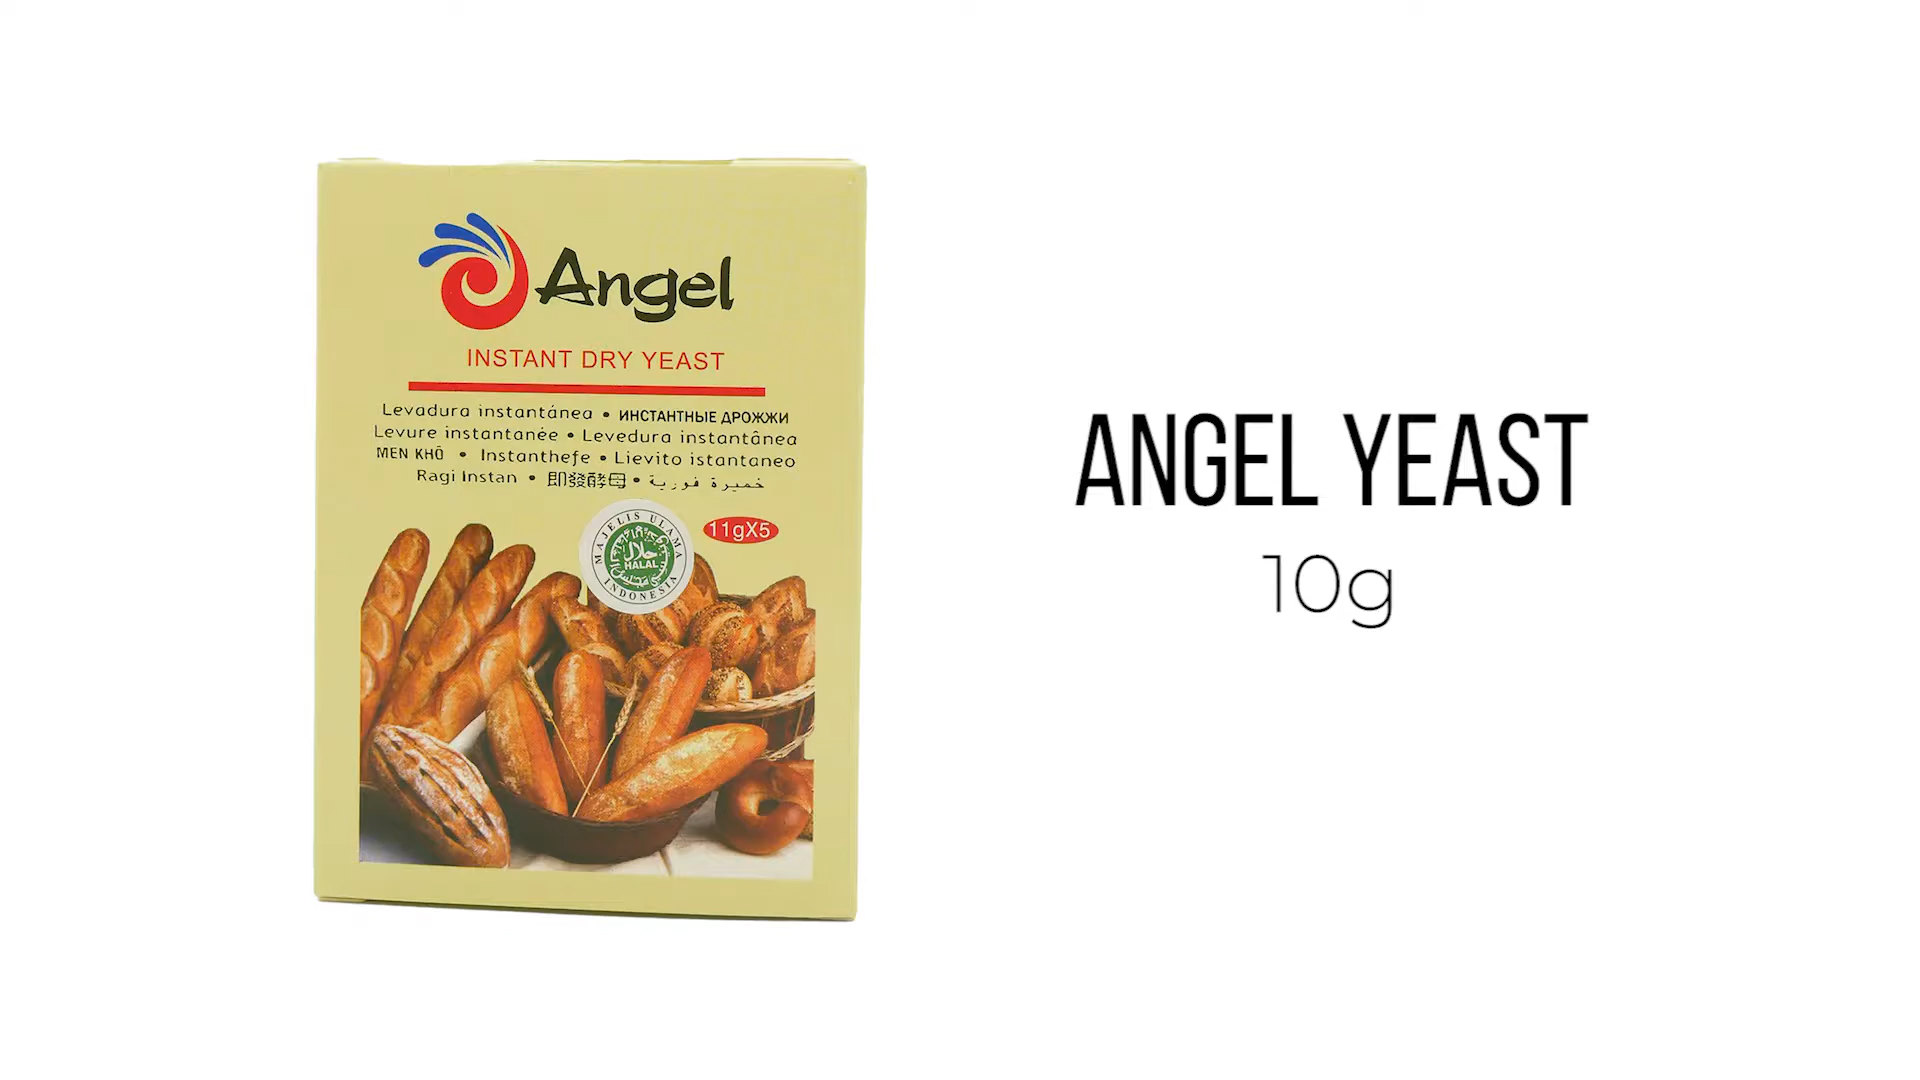 Angel
INSTANT DRY YEAST
Levadura instantánea • ИНСТАНТНЫЕ ДРОЖЖИ
Levure instantanée • Levedura instantânea
MEN KHÔ • Instanthefe • Lievito istantaneo
Ragi Instan • 即發酵母 • خميرة فورية
11gX5
MAJELIS ULAMA
حلال
HALAL
INDONESIA
ANGEL YEAST
10g